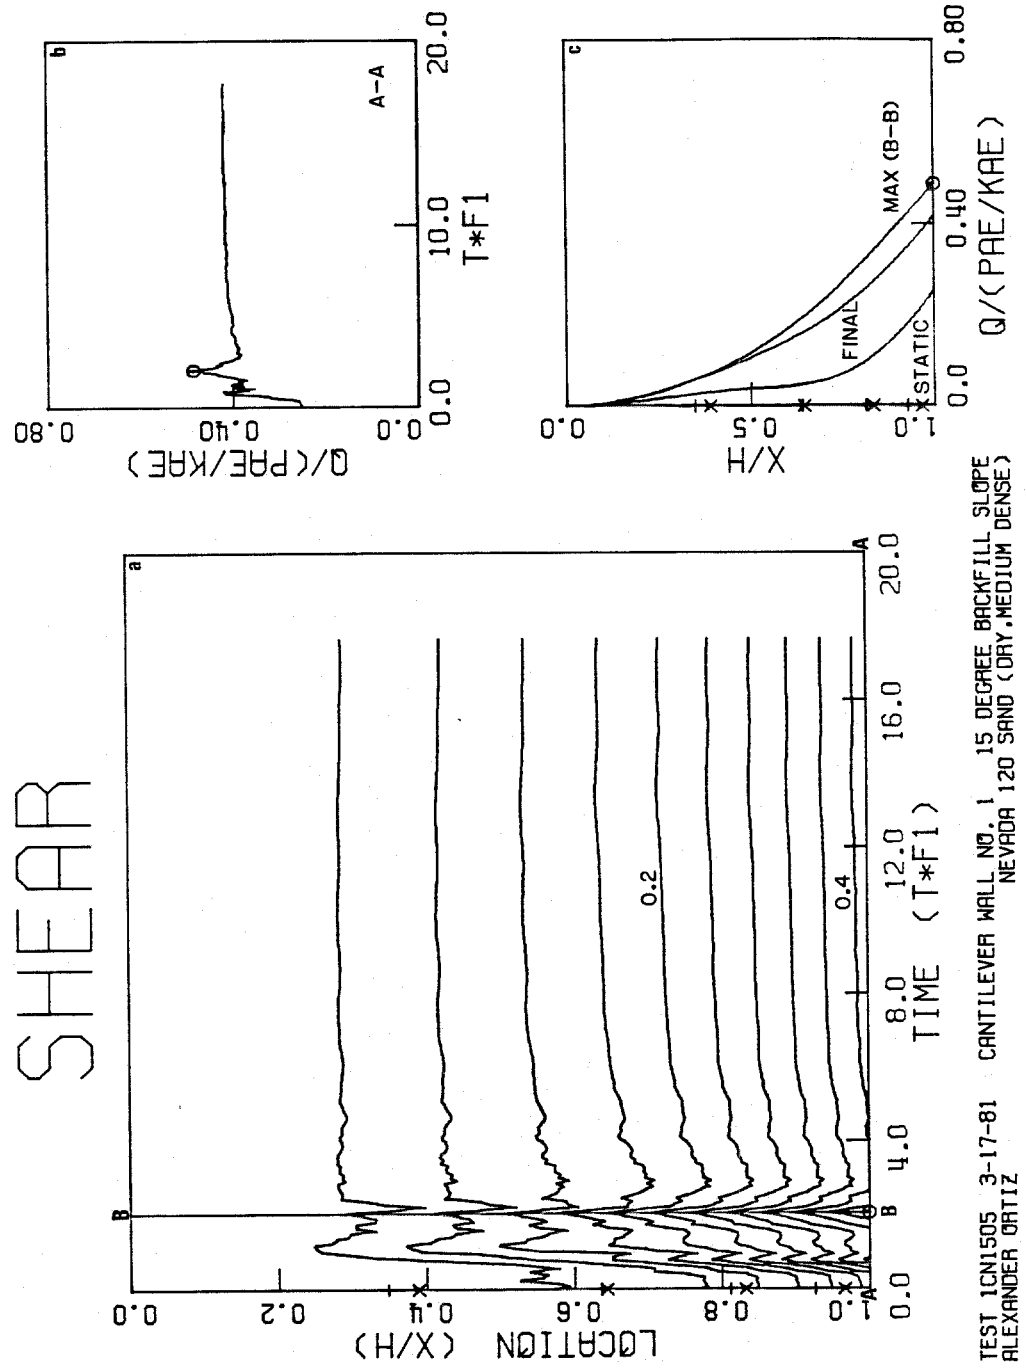 SHEAR
a
B
0.0
0.2
0.4
0.6
0.8
1.0
LOCATION (X/H)
0.2
0.4
A
B
A
0.0
4.0
8.0
12.0
16.0
20.0
TIME (T*F1)
b
0.80
0.40
0.0
Q/(PAE/KAE)
A-A
0.0
10.0
20.0
T*F1
c
0.0
0.5
1.0
X/H
STATIC
FINAL
MAX (B-B)
0.0
0.40
0.80
Q/(PAE/KAE)
TEST 1CN1505 3-17-81 CANTILEVER WALL NO. 1 15 DEGREE BACKFILL SLOPE
ALEXANDER ORTIZ NEVADA 120 SAND (DRY,MEDIUM DENSE)